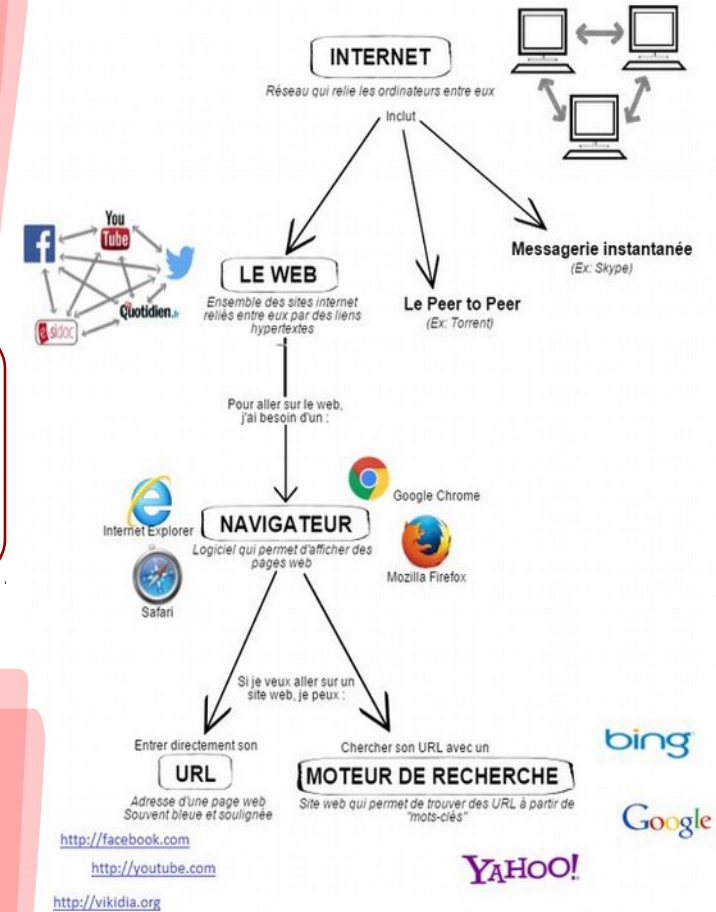 INTERNET
Réseau qui relie les ordinateurs entre eux
Inclut
You
Tube
f
LE WEB
Ensemble des sites internet
reliés entre eux par des liens
hypertextes
Quotidien.fr
e-sidoc
Le Peer to Peer
(Ex: Torrent)
Messagerie instantanée
(Ex: Skype)
Pour aller sur le web,
j'ai besoin d'un :
Google Chrome
Internet Explorer
NAVIGATEUR
Logiciel qui permet d'afficher des
pages web
Mozilla Firefox
Safari
Si je veux aller sur un
site web, je peux :
Entrer directement son
URL
Adresse d'une page web
Souvent bleue et soulignée
http://facebook.com
http://youtube.com
http://vikidia.org
Chercher son URL avec un
MOTEUR DE RECHERCHE
Site web qui permet de trouver des URL à partir de
"mots-clés"
bing
Google
YAHOO!